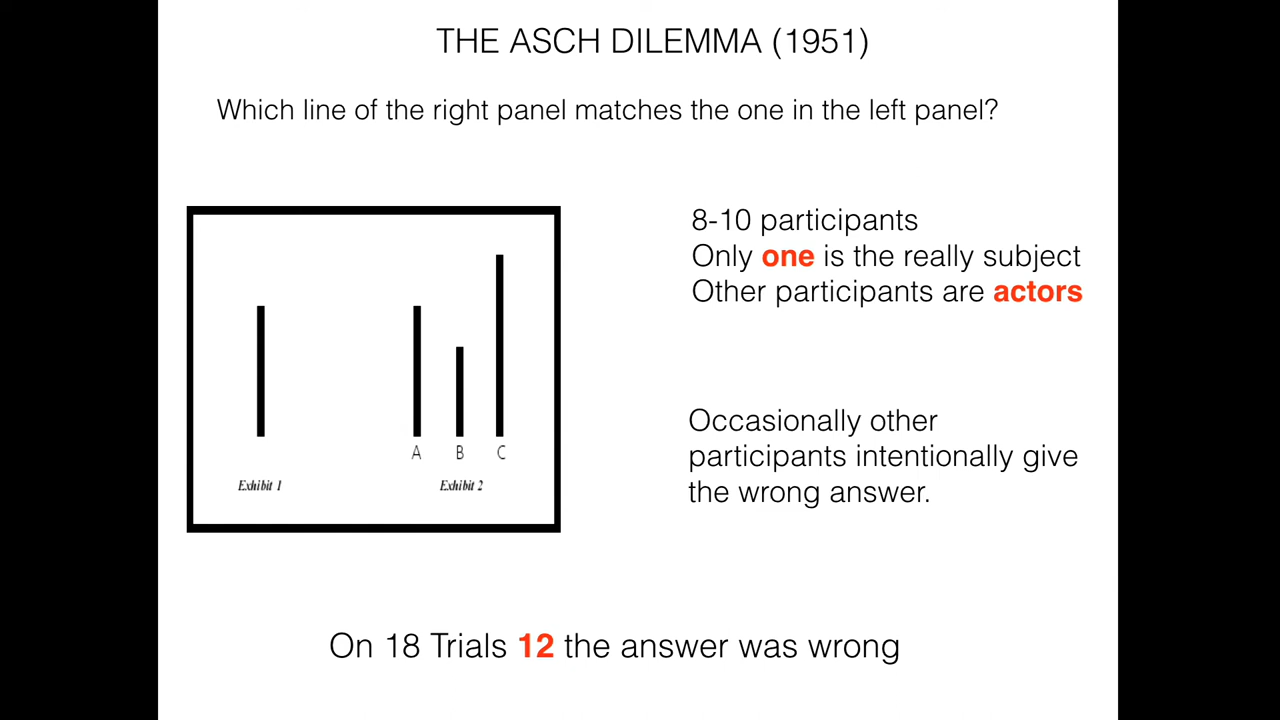 THE ASCH DILEMMA (1951)
Which line of the right panel matches the one in the left panel?
8-10 participants
Only one is the really subject
Other participants are actors
A B C
Exhibit 1
Exhibit 2
Occasionally other
participants intentionally give
the wrong answer.
On 18 Trials 12 the answer was wrong